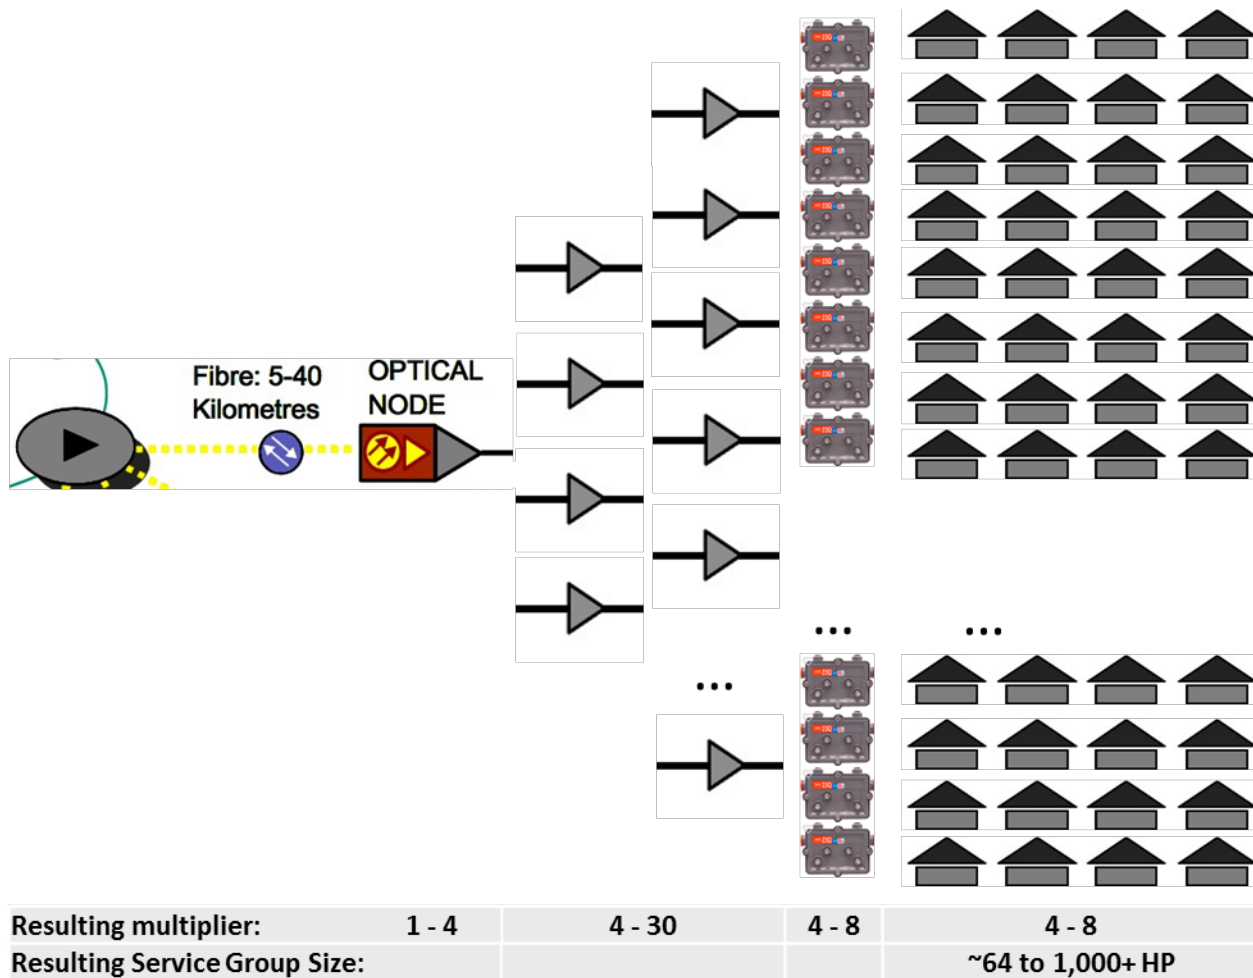 Fibre: 5-40
Kilometres
OPTICAL
NODE
...
...
...
Resulting multiplier: 1 - 4 4 - 30 4 - 8 4 - 8
Resulting Service Group Size: ~64 to 1,000+ HP